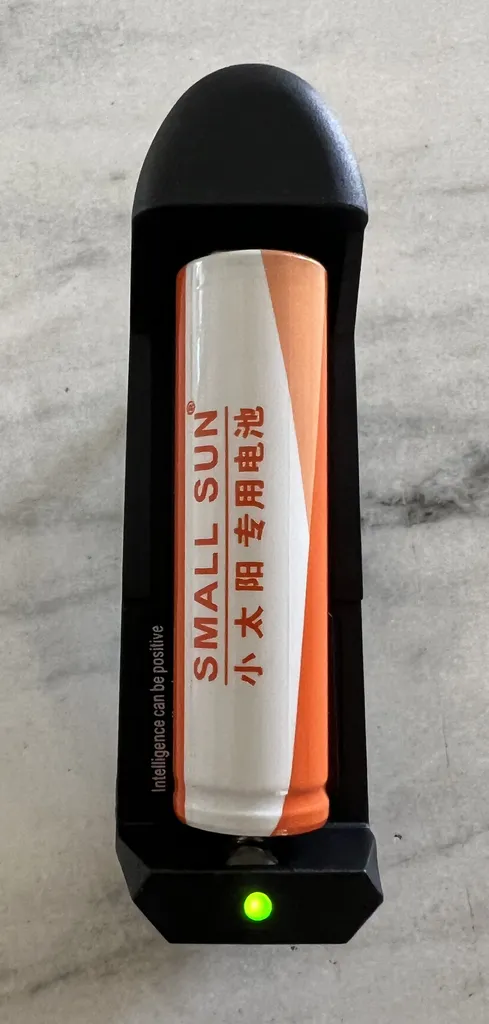 SMALL SUN®
小太阳专用电池
Intelligence can be positive